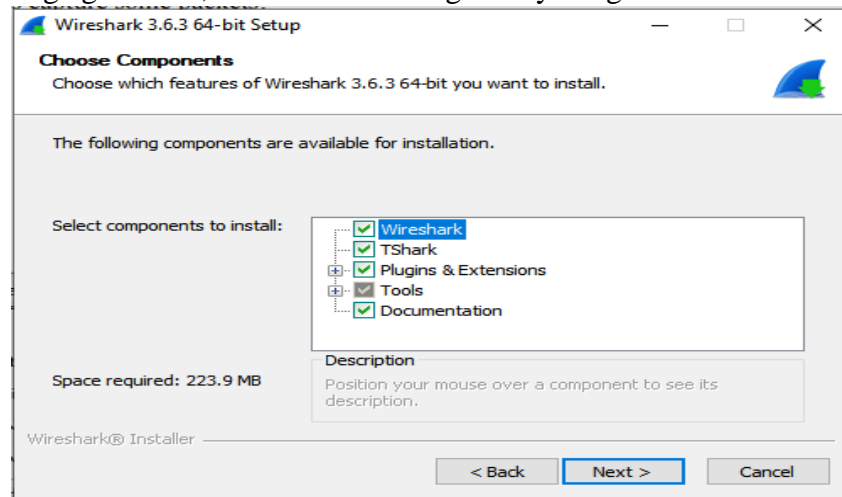 Wireshark 3.6.3 64-bit Setup
Choose Components
Choose which features of Wireshark 3.6.3 64-bit you want to install.
The following components are available for installation.
Select components to install:
Wireshark
TShark
Plugins & Extensions
Tools
Documentation
Space required: 223.9 MB
Description
Position your mouse over a component to see its
description.
Wireshark® Installer
< Back
Next >
Cancel